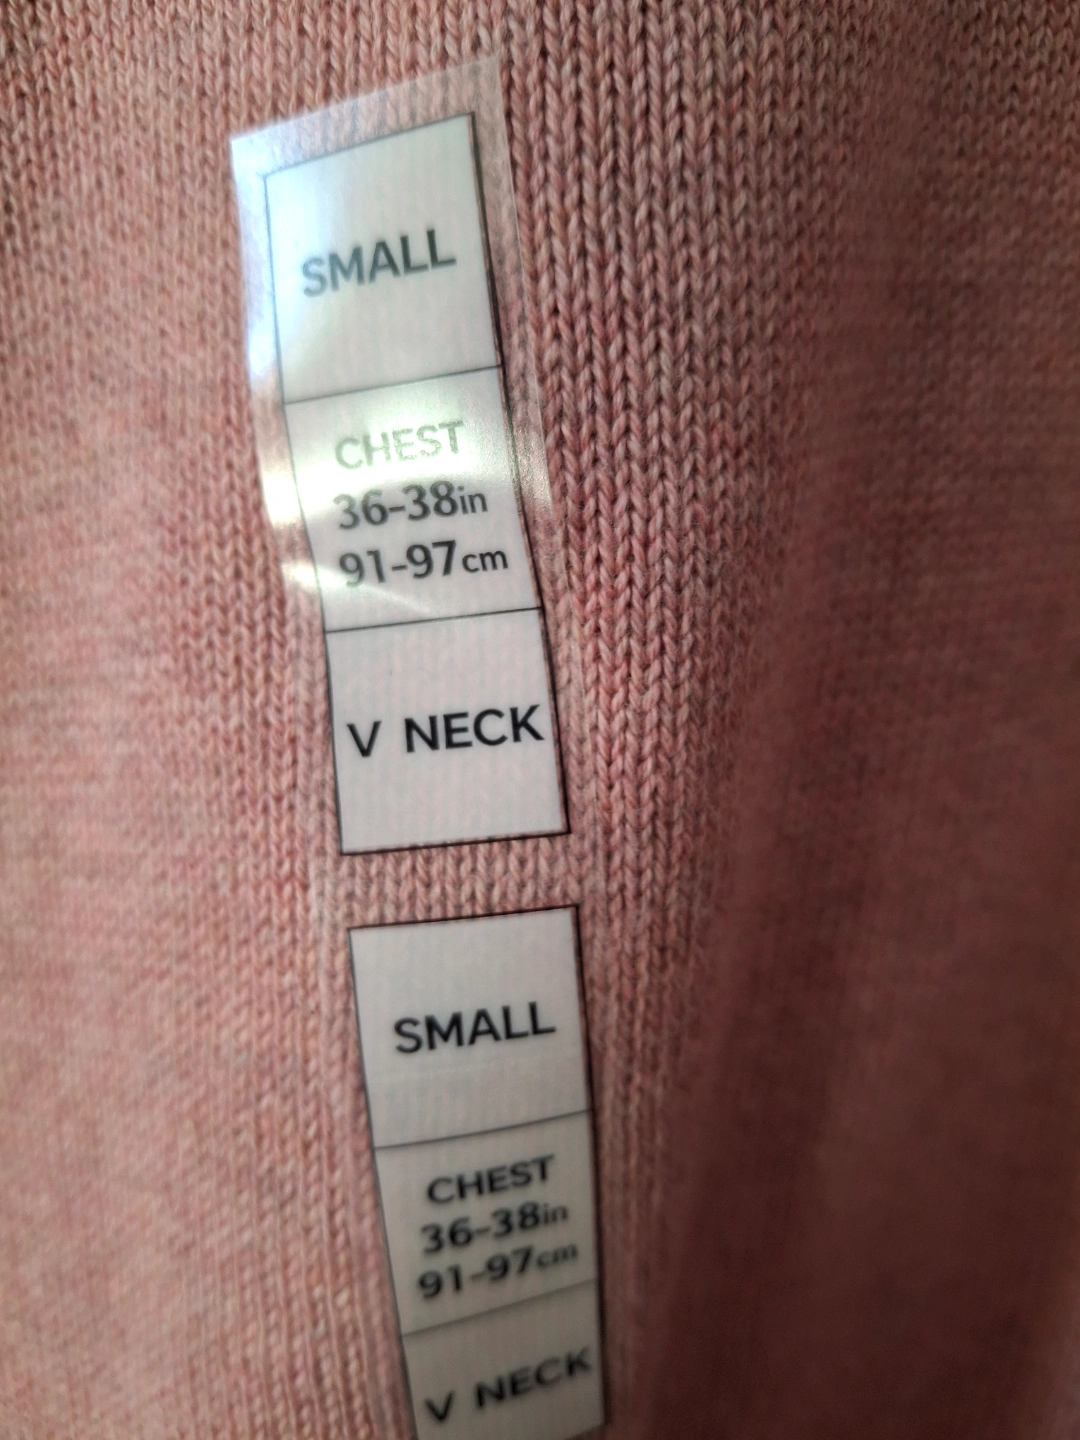 SMALL
CHEST
36-38in
91-97cm
V NECK
SMALL
CHEST
36-38in
91-97cm
V NECK